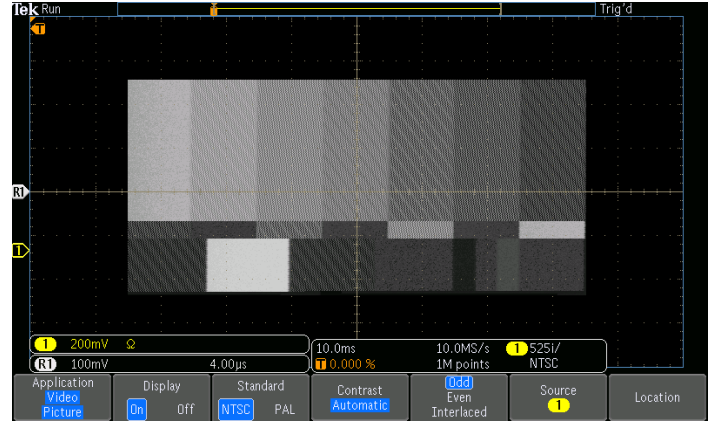 Tek Run Trig'd
T
R1
1
1 200mV Ω
R1 100mV 4.00µs
10.0ms 10.0MS/s 1 525i/
T 0.000 % 1M points NTSC
Application
Video
Picture
Display
On Off
Standard
NTSC PAL
Contrast
Automatic
Odd
Even
Interlaced
Source
1
Location